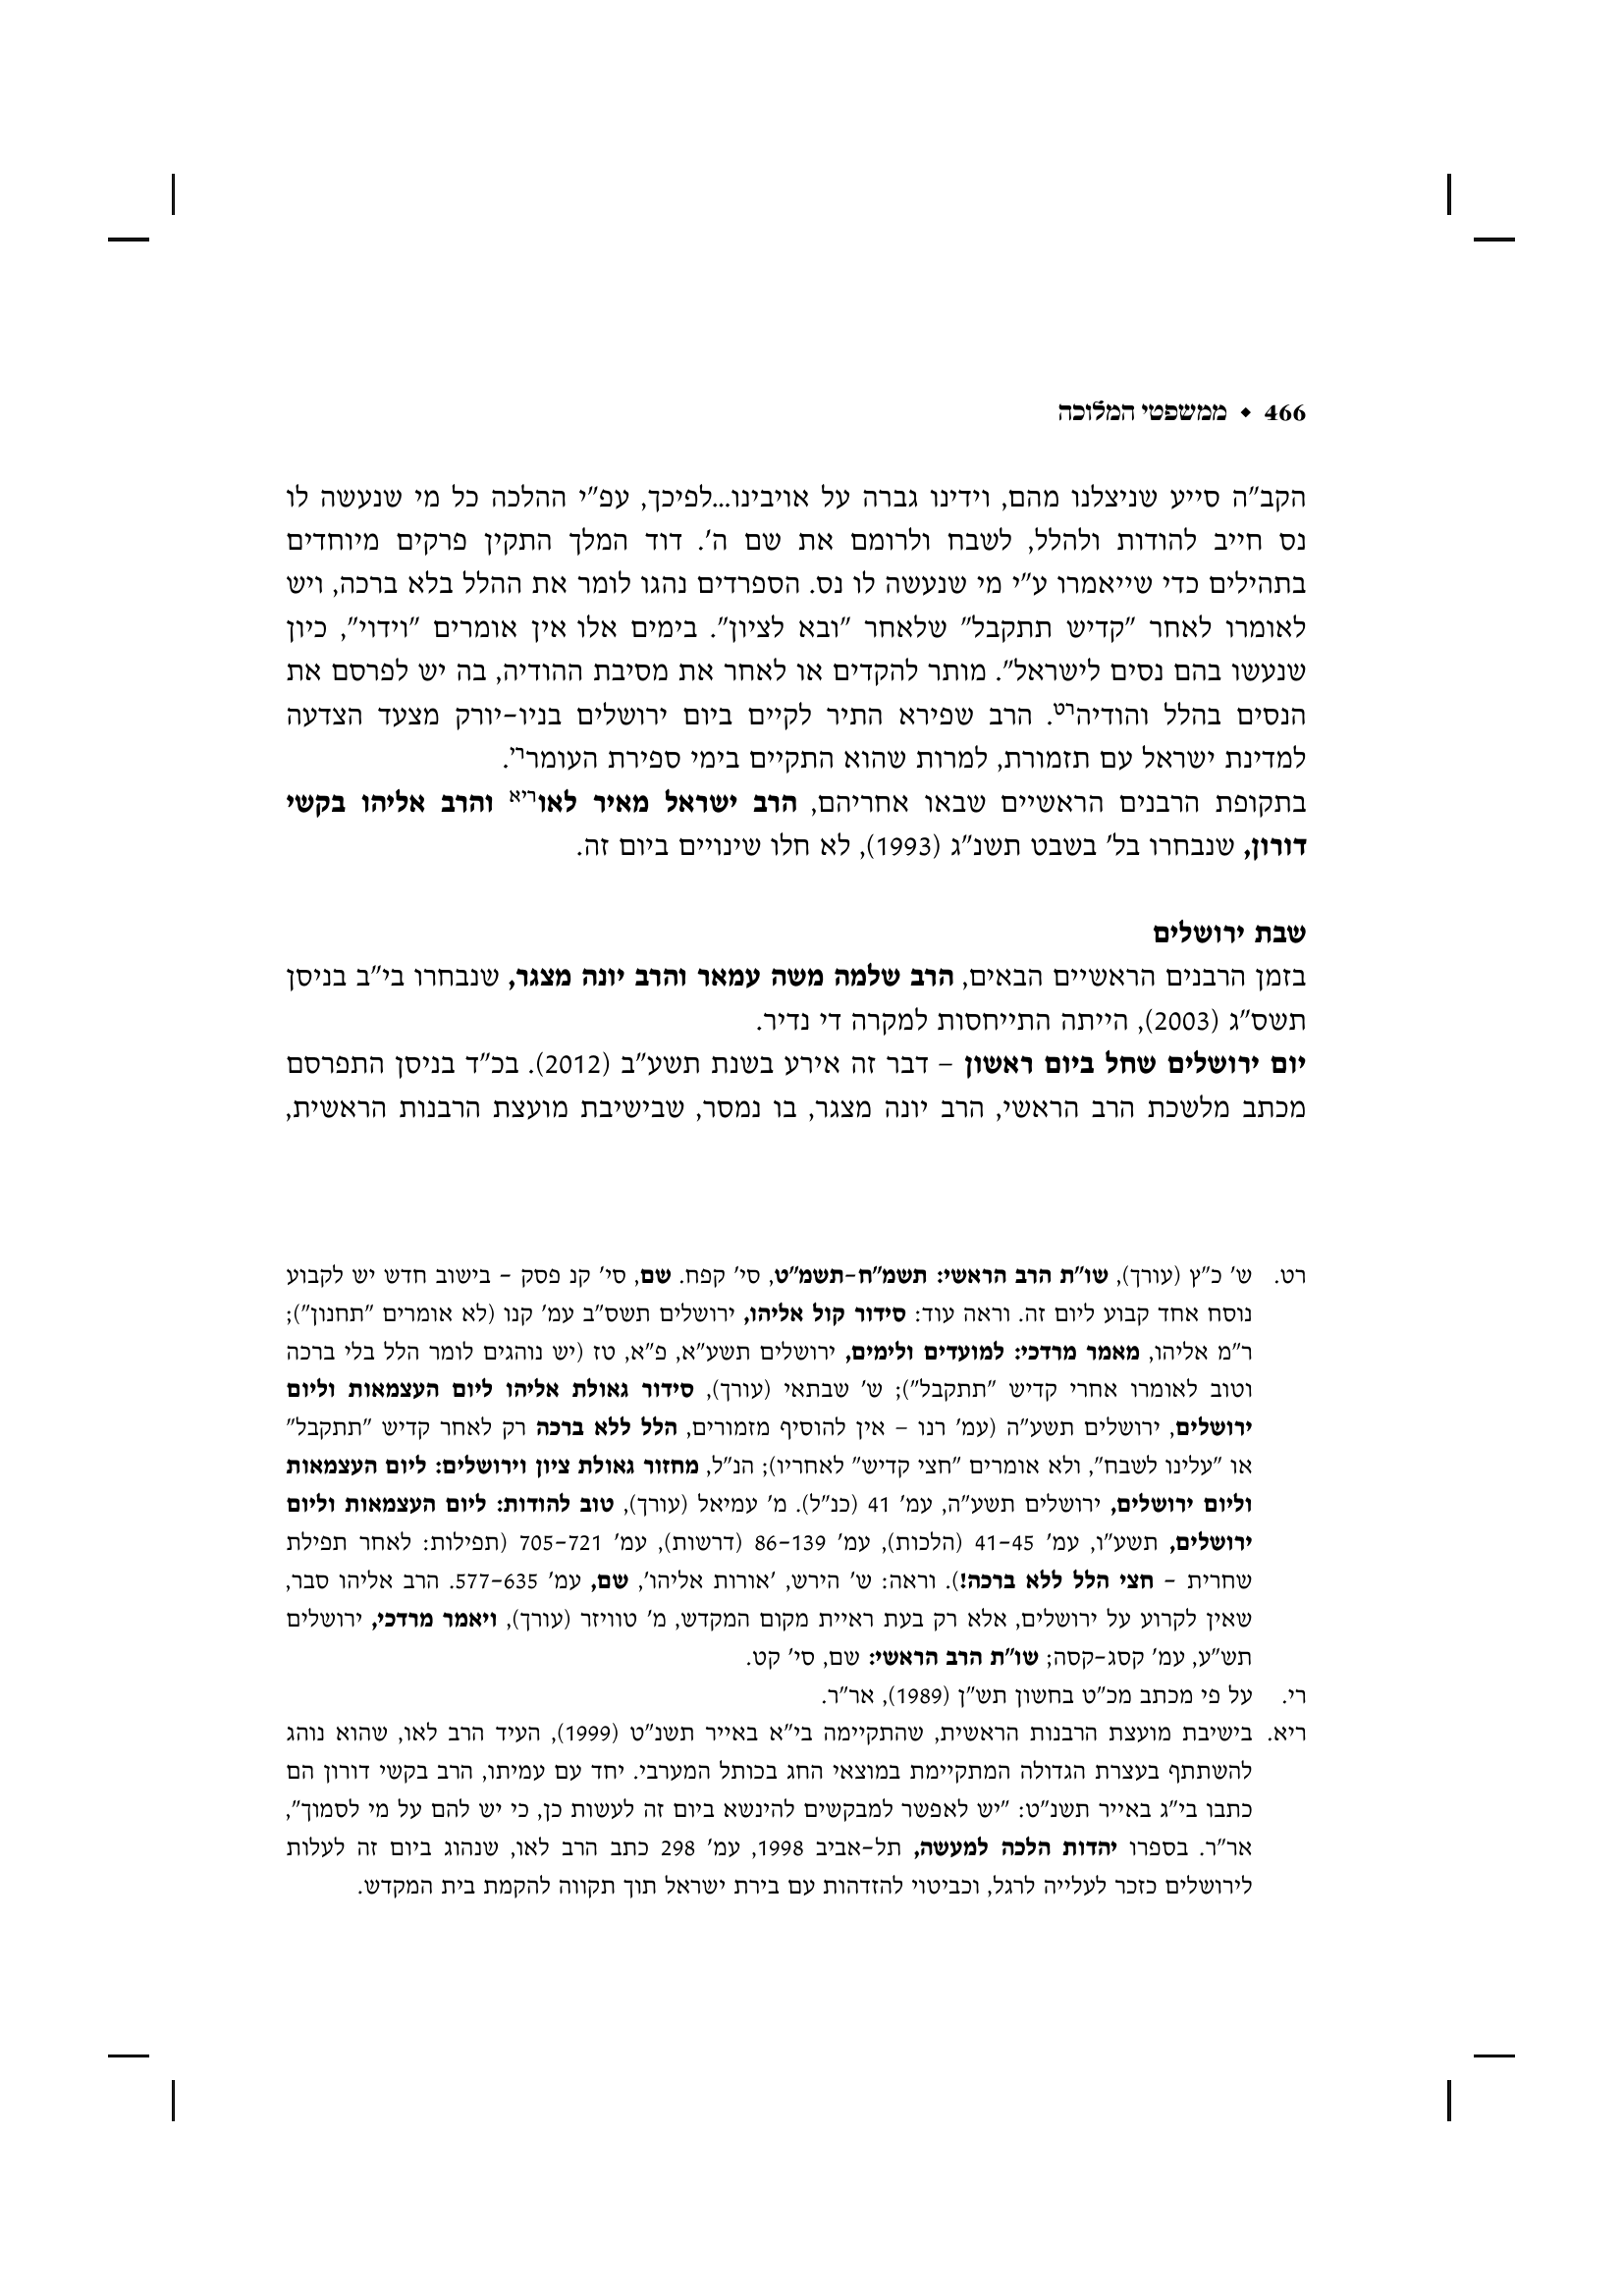 466 ◆ ממשפטי המלוכה
הקב"ה סייע שניצלנו מהם, וידינו גברה על אויבינו...לפיכך, עפ"י ההלכה כל מי שנעשה לו
נס חייב להודות ולהלל, לשבח ולרומם את שם ה'. דוד המלך התקין פרקים מיוחדים
בתהילים כדי שייאמרו ע"י מי שנעשה לו נס. הספרדים נהגו לומר את ההלל בלא ברכה, ויש
לאומרו לאחר "קדיש תתקבל" שלאחר "ובא לציון". בימים אלו אין אומרים "וידוי", כיון
שנעשו בהם נסים לישראל". מותר להקדים או לאחר את מסיבת ההודיה, בה יש לפרסם את
הנסים בהלל והודיהרט. הרב שפירא התיר לקיים ביום ירושלים בניו-יורק מצעד הצדעה
למדינת ישראל עם תזמורת, למרות שהוא התקיים בימי ספירת העומררי.
בתקופת הרבנים הראשיים שבאו אחריהם, הרב ישראל מאיר לאוריא והרב אליהו בקשי
דורון, שנבחרו בל' בשבט תשנ"ג (1993), לא חלו שינויים ביום זה.
שבת ירושלים
בזמן הרבנים הראשיים הבאים, הרב שלמה משה עמאר והרב יונה מצגר, שנבחרו בי"ב בניסן
תשס"ג (2003), הייתה התייחסות למקרה די נדיר.
יום ירושלים שחל ביום ראשון – דבר זה אירע בשנת תשע"ב (2012). בכ"ד בניסן התפרסם
מכתב מלשכת הרב הראשי, הרב יונה מצגר, בו נמסר, שבישיבת מועצת הרבנות הראשית,
רט. ש' כ"ץ (עורך), שו"ת הרב הראשי: תשמ"ח-תשמ"ט, סי' קפח. שם, סי' קנ פסק - בישוב חדש יש לקבוע
נוסח אחד קבוע ליום זה. וראה עוד: סידור קול אליהו, ירושלים תשס"ב עמ' קנו (לא אומרים "תחנון");
ר"מ אליהו, מאמר מרדכי: למועדים ולימים, ירושלים תשע"א, פ"א, טז (יש נוהגים לומר הלל בלי ברכה
וטוב לאומרו אחרי קדיש "תתקבל"); ש' שבתאי (עורך), סידור גאולת אליהו ליום העצמאות וליום
ירושלים, ירושלים תשע"ה (עמ' רנו – אין להוסיף מזמורים, הלל ללא ברכה רק לאחר קדיש "תתקבל"
או "עלינו לשבח", ולא אומרים "חצי קדיש" לאחריו); הנ"ל, מחזור גאולת ציון וירושלים: ליום העצמאות
וליום ירושלים, ירושלים תשע"ה, עמ' 41 (כנ"ל). מ' עמיאל (עורך), טוב להודות: ליום העצמאות וליום
ירושלים, תשע"ו, עמ' 41-45 (הלכות), עמ' 86-139 (דרשות), עמ' 705-721 (תפילות: לאחר תפילת
שחרית - חצי הלל ללא ברכה!). וראה: ש' הירש, 'אורות אליהו', שם, עמ' 577-635. הרב אליהו סבר,
שאין לקרוע על ירושלים, אלא רק בעת ראיית מקום המקדש, מ' טוויזר (עורך), ויאמר מרדכי, ירושלים
תש"ע, עמ' קסג-קסה; שו"ת הרב הראשי: שם, סי' קט.
רי. על פי מכתב מכ"ט בחשון תש"ן (1989), אר"ר.
ריא. בישיבת מועצת הרבנות הראשית, שהתקיימה בי"א באייר תשנ"ט (1999), העיד הרב לאו, שהוא נוהג
להשתתף בעצרת הגדולה המתקיימת במוצאי החג בכותל המערבי. יחד עם עמיתו, הרב בקשי דורון הם
כתבו בי"ג באייר תשנ"ט: "יש לאפשר למבקשים להינשא ביום זה לעשות כן, כי יש להם על מי לסמוך",
אר"ר. בספרו יהדות הלכה למעשה, תל-אביב 1998, עמ' 298 כתב הרב לאו, שנהוג ביום זה לעלות
לירושלים כזכר לעלייה לרגל, וכביטוי להזדהות עם בירת ישראל תוך תקווה להקמת בית המקדש.